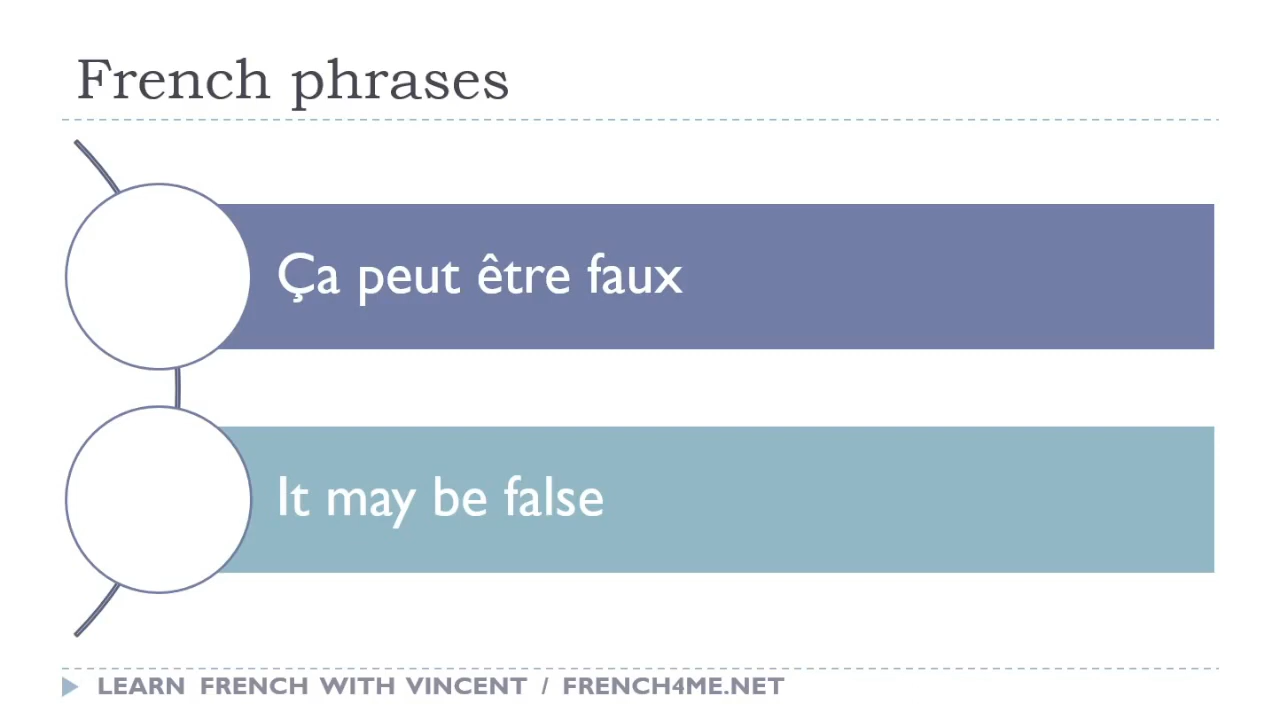 French phrases
Ça peut être faux
It may be false
LEARN FRENCH WITH VINCENT / FRENCH4ME.NET